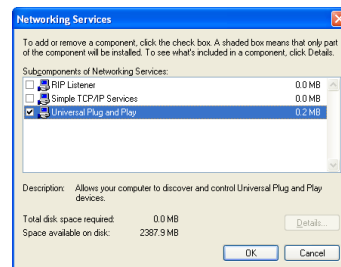 Networking Services
To add or remove a component, click the check box. A shaded box means that only part
of the component will be installed. To see what's included in a component, click Details.
Subcomponents of Networking Services:
RIP Listener 0.0 MB
Simple TCP/IP Services 0.0 MB
Universal Plug and Play 0.2 MB
Description: Allows your computer to discover and control Universal Plug and Play
devices.
Total disk space required: 0.0 MB
Details...
Space available on disk: 2387.9 MB
OK Cancel